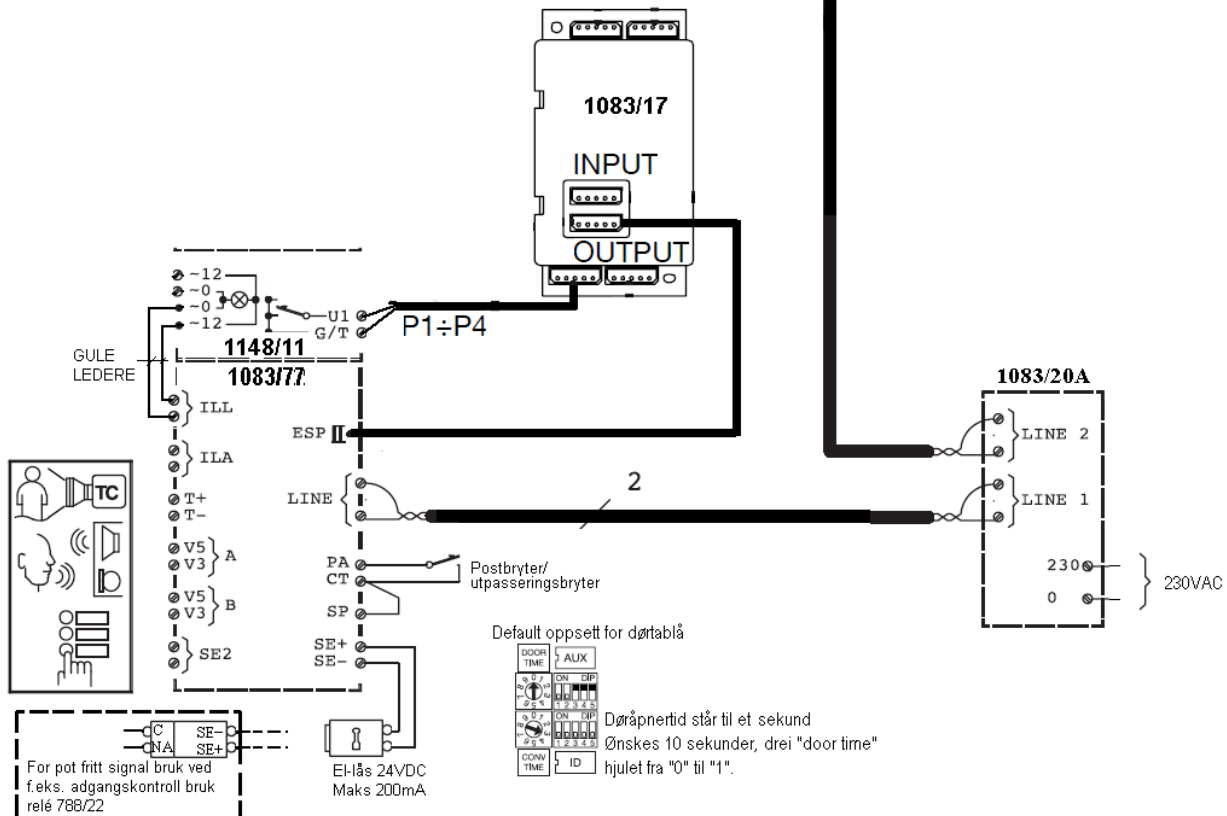 1083/17
INPUT
OUTPUT
~12
~0
~0
~12
U1
G/T
P1÷P4
GULE
LEDERE
1148/11
1083/77
1083/20A
ILL
ESP
LINE 2
ILA
TC
T+
T-
LINE
2
LINE 1
V5
V3
A
PA
CT
Postbryter/
utpasseringsbryter
230
0
230VAC
V5
V3
B
SP
SE2
SE+
SE-
Default oppsett for dørtablå
DOOR
TIME
AUX
ON DIP
1 2 3 4 5
ON DIP
1 2 3 4 5
Døråpnertid står til et sekund
Ønskes 10 sekunder, drei "door time"
hjulet fra "0" til "1".
CONV
TIME
ID
C
NA
SE-
SE+
For pot fritt signal bruk ved
f.eks. adgangskontroll bruk
relé 788/22
El-lås 24VDC
Maks 200mA